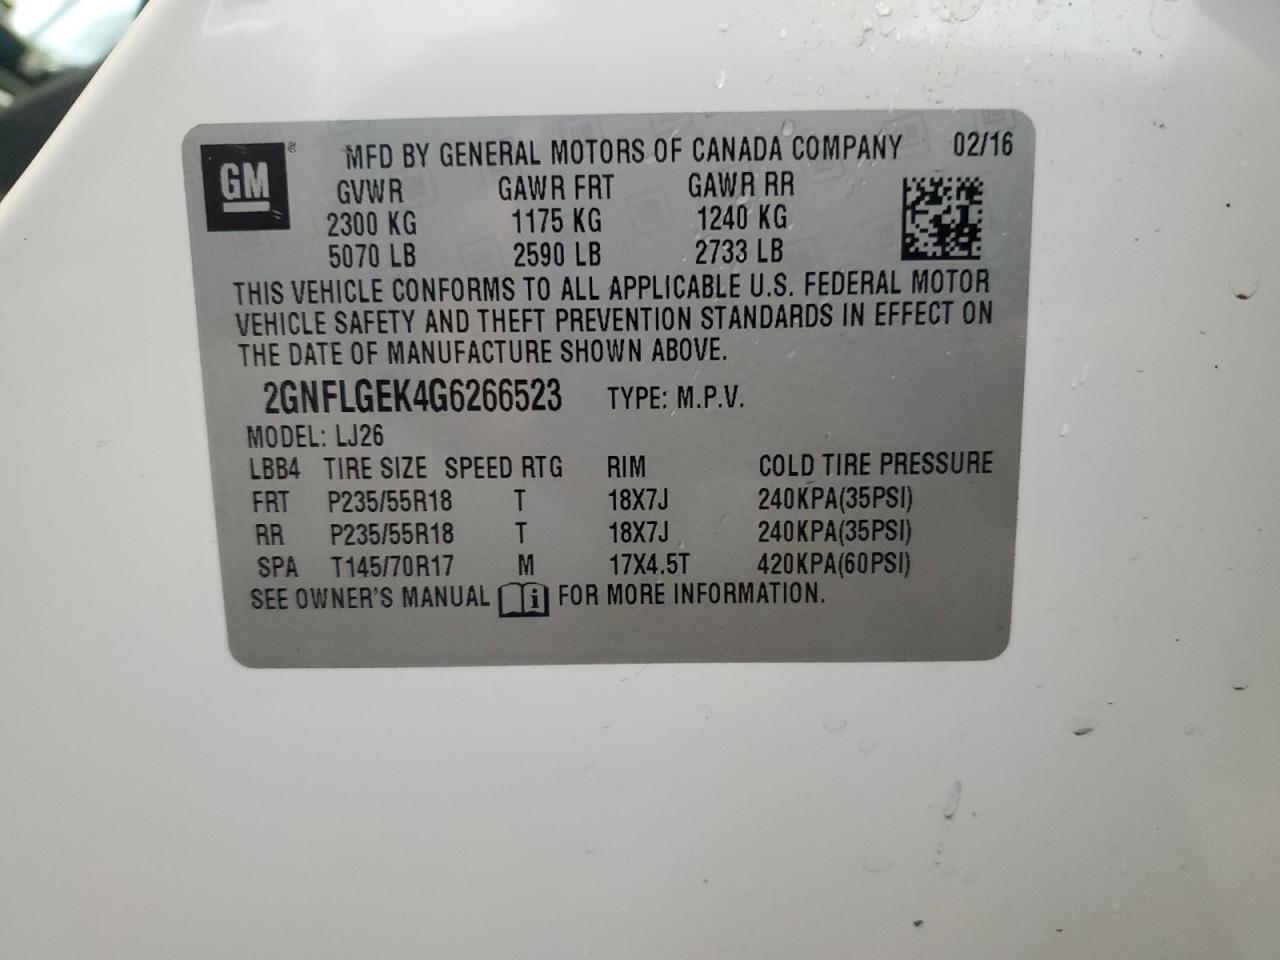 GM ® MFD BY GENERAL MOTORS OF CANADA COMPANY 02/16
GVWR GAWR FRT GAWR RR
2300 KG 1175 KG 1240 KG
5070 LB 2590 LB 2733 LB
THIS VEHICLE CONFORMS TO ALL APPLICABLE U.S. FEDERAL MOTOR
VEHICLE SAFETY AND THEFT PREVENTION STANDARDS IN EFFECT ON
THE DATE OF MANUFACTURE SHOWN ABOVE.
2GNFLGEK4G6266523 TYPE: M.P.V.
MODEL: LJ26
LBB4 TIRE SIZE SPEED RTG RIM COLD TIRE PRESSURE
FRT P235/55R18 T 18X7J 240KPA(35PSI)
RR P235/55R18 T 18X7J 240KPA(35PSI)
SPA T145/70R17 M 17X4.5T 420KPA(60PSI)
SEE OWNER'S MANUAL i FOR MORE INFORMATION.